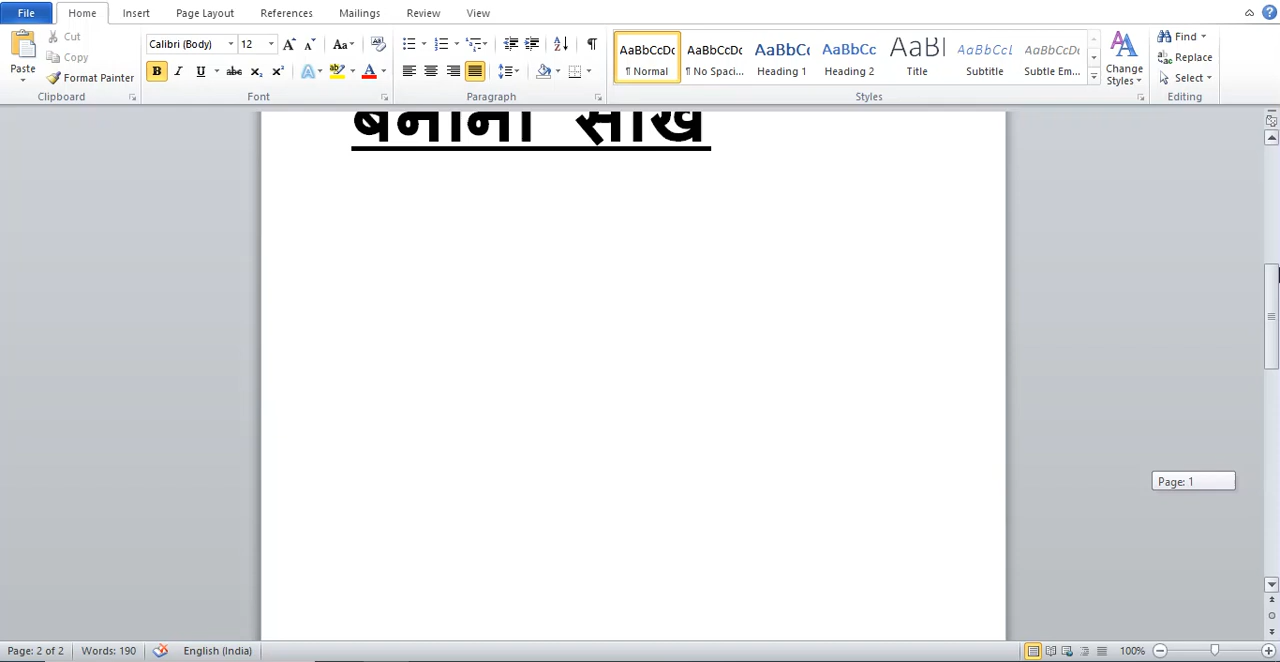 File Home Insert Page Layout References Mailings Review View
Cut
Copy
Format Painter
Paste
Clipboard
Calibri (Body) 12
Font
Paragraph
AaBbCcDc AaBbCcDc AaBbCc AaBbCc AaBl AaBbCcL AaBbCcDc
¶ Normal ¶ No Spaci... Heading 1 Heading 2 Title Subtitle Subtle Em...
Styles
Change Styles
Find
Replace
Select
Editing
Page: 1
Page: 2 of 2 Words: 190 English (India) 100%